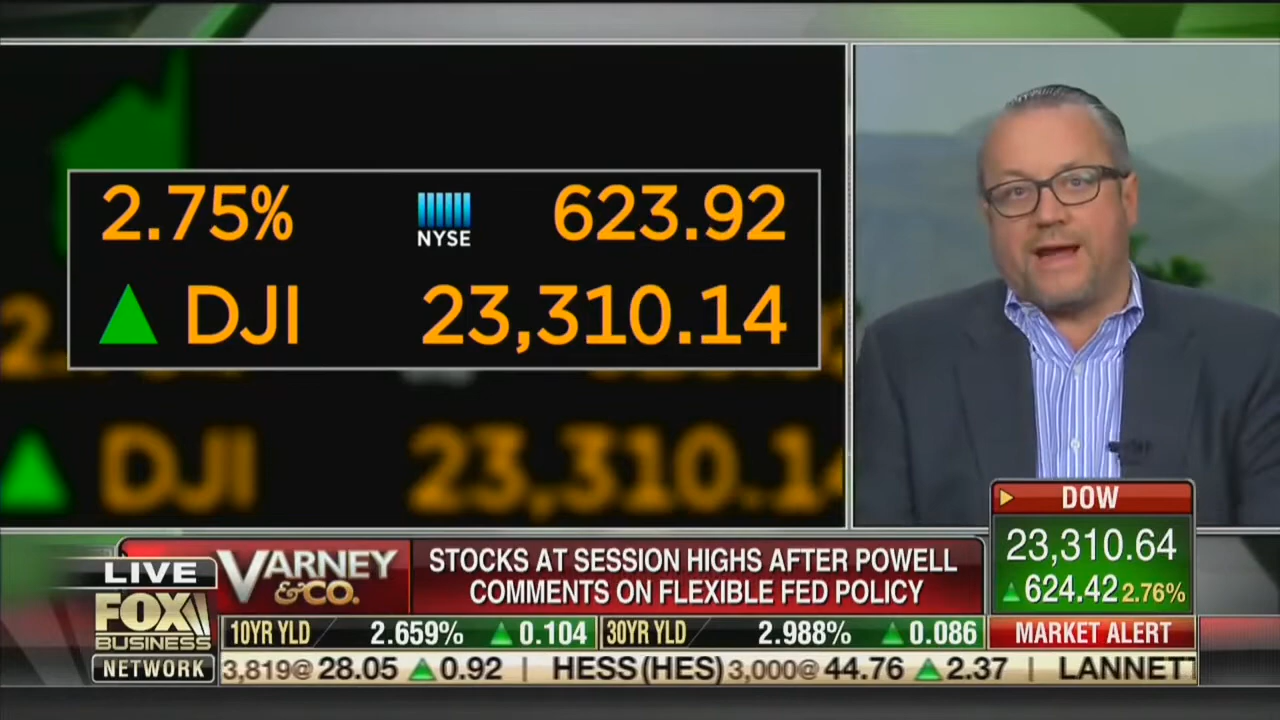 2.75% NYSE 623.92
▲ DJI 23,310.14
DJI 23,310.14
DOW
23,310.64
▲ 624.42 2.76%
MARKET ALERT
LIVE
FOX
BUSINESS
NETWORK
VARNEY
& CO.
STOCKS AT SESSION HIGHS AFTER POWELL
COMMENTS ON FLEXIBLE FED POLICY
10YR YLD 2.659% ▲ 0.104 30YR YLD 2.988% ▲ 0.086
3,819@ 28.05 ▲ 0.92 | HESS (HES) 3,000@ 44.76 ▲ 2.37 | LANNETT